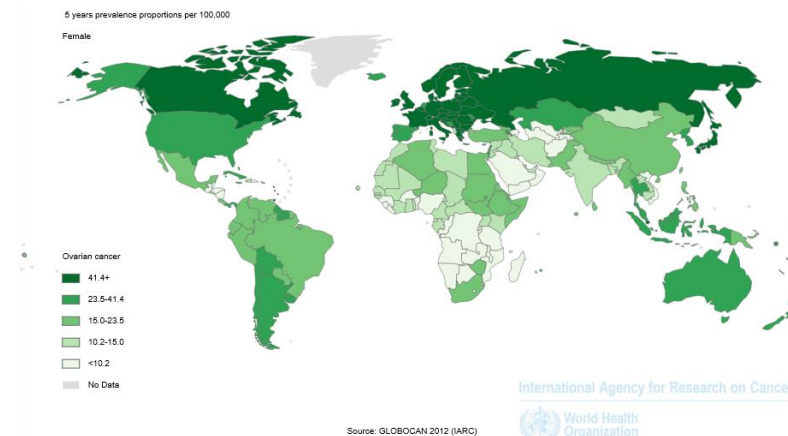 5 years prevalence proportions per 100,000
Female
Ovarian cancer
41.4+
23.5-41.4
15.0-23.5
10.2-15.0
<10.2
No Data
International Agency for Research on Cance
World Health
Organization
Source: GLOBOCAN 2012 (IARC)